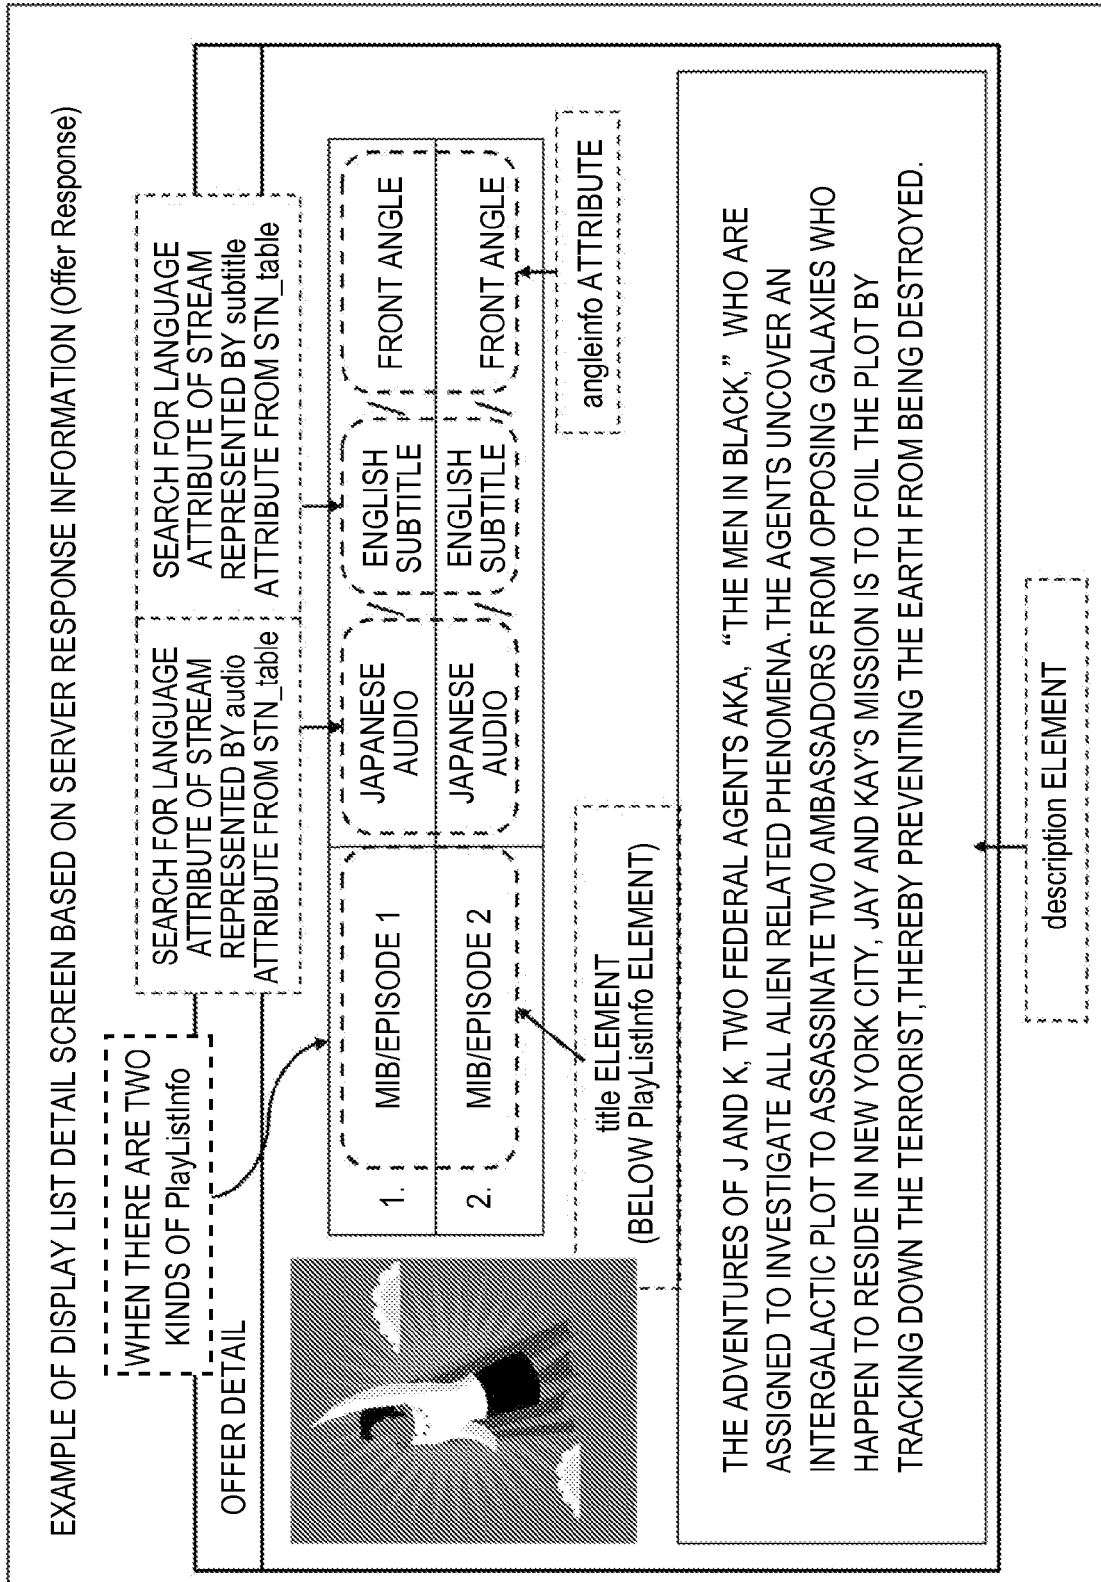 EXAMPLE OF DISPLAY LIST DETAIL SCREEN BASED ON SERVER RESPONSE INFORMATION (Offer Response)
WHEN THERE ARE TWO
KINDS OF PlayListInfo
SEARCH FOR LANGUAGE
ATTRIBUTE OF STREAM
REPRESENTED BY audio
ATTRIBUTE FROM STN_table
SEARCH FOR LANGUAGE
ATTRIBUTE OF STREAM
REPRESENTED BY subtitle
ATTRIBUTE FROM STN_table
OFFER DETAIL
1. MIB/EPISODE 1 JAPANESE AUDIO / ENGLISH SUBTITLE / FRONT ANGLE
2. MIB/EPISODE 2 JAPANESE AUDIO / ENGLISH SUBTITLE / FRONT ANGLE
title ELEMENT
(BELOW PlayListInfo ELEMENT)
angleinfo ATTRIBUTE
THE ADVENTURES OF J AND K, TWO FEDERAL AGENTS AKA, “THE MEN IN BLACK,” WHO ARE
ASSIGNED TO INVESTIGATE ALL ALIEN RELATED PHENOMENA.THE AGENTS UNCOVER AN
INTERGALACTIC PLOT TO ASSASSINATE TWO AMBASSADORS FROM OPPOSING GALAXIES WHO
HAPPEN TO RESIDE IN NEW YORK CITY, JAY AND KAY'S MISSION IS TO FOIL THE PLOT BY
TRACKING DOWN THE TERRORIST,THEREBY PREVENTING THE EARTH FROM BEING DESTROYED.
description ELEMENT